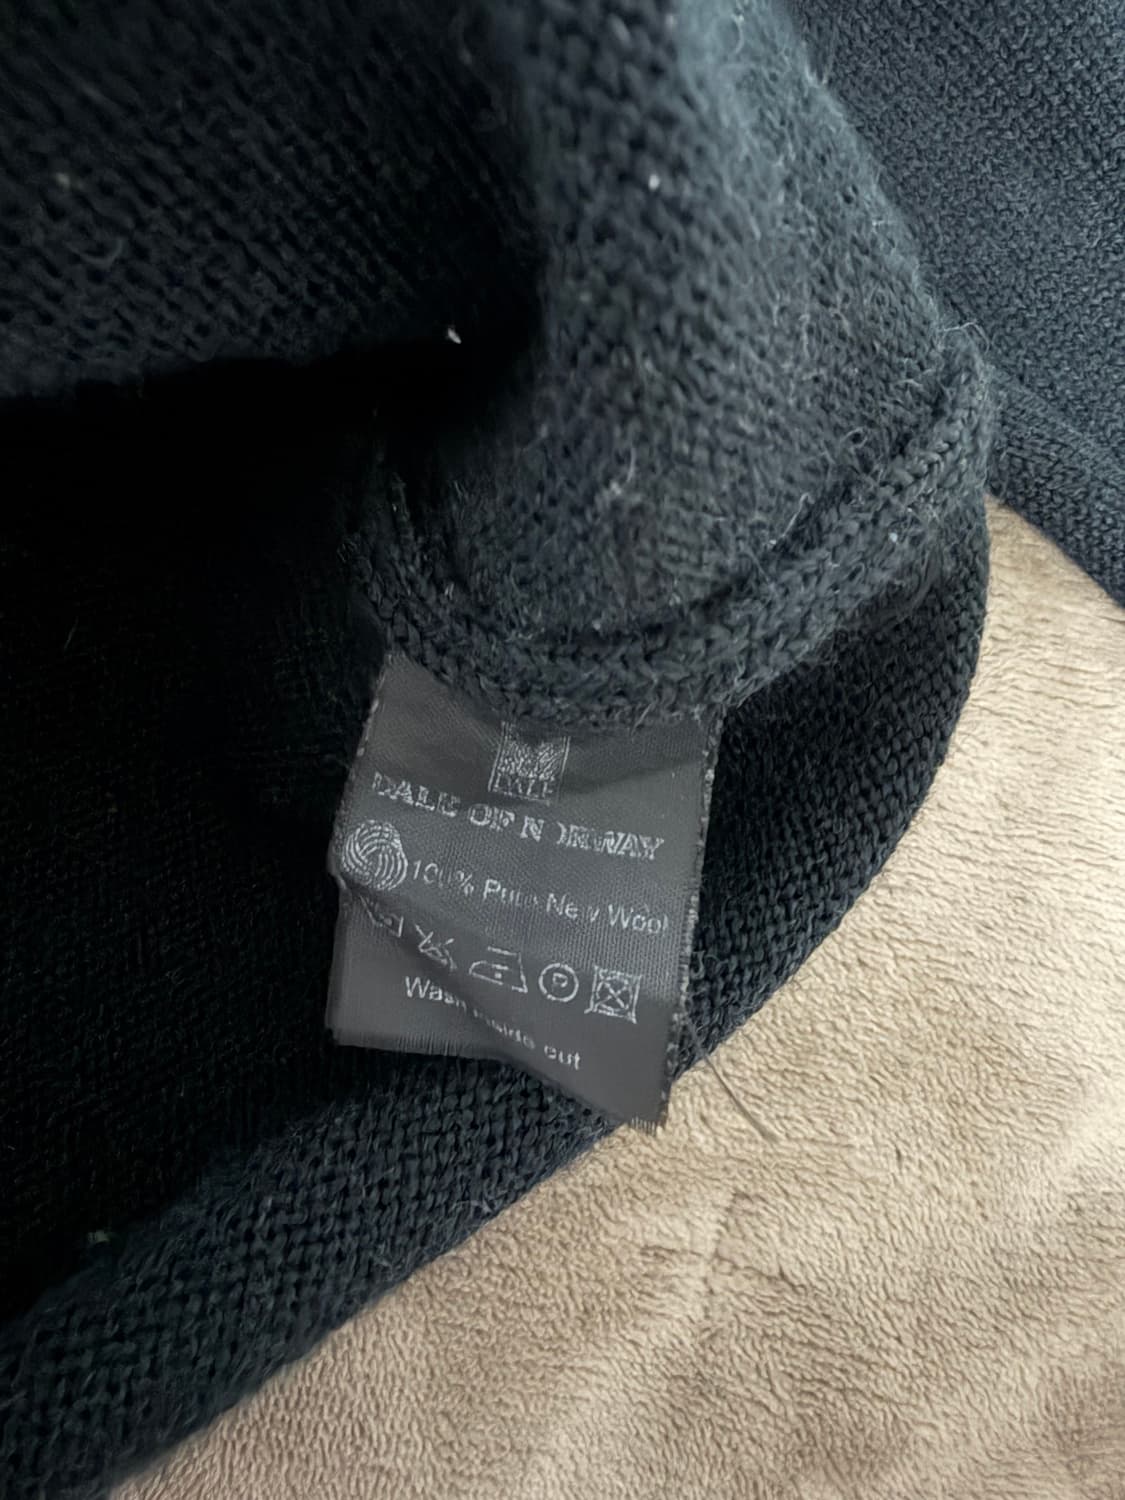 DALE
DALE OF NORWAY
100% Pure New Wool
P
Wash inside out